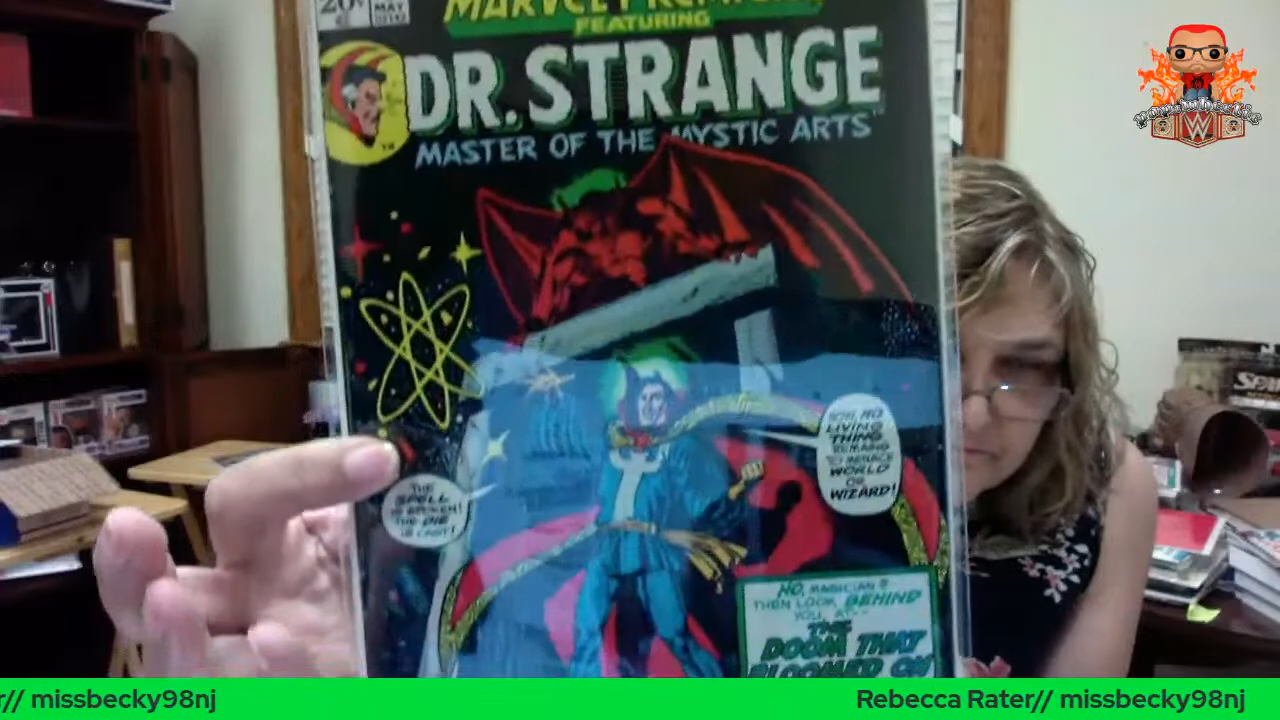 20¢
MAY
MARVEL PREMIERE
FEATURING
DR. STRANGE
MASTER OF THE MYSTIC ARTS
TM
THE
SPELL
IS BROKEN!
THE DIE
IS CAST!
NOW, NO
LIVING
THING
REMAINS
TO MENACE
WORLD
OR
WIZARD!
NO, MAGICIAN?
THEN LOOK BEHIND
YOU, AT--
THE
DOOM THAT
BLOOMED ON
SPAWN
W
r// missbecky98nj
Rebecca Rater// missbecky98nj